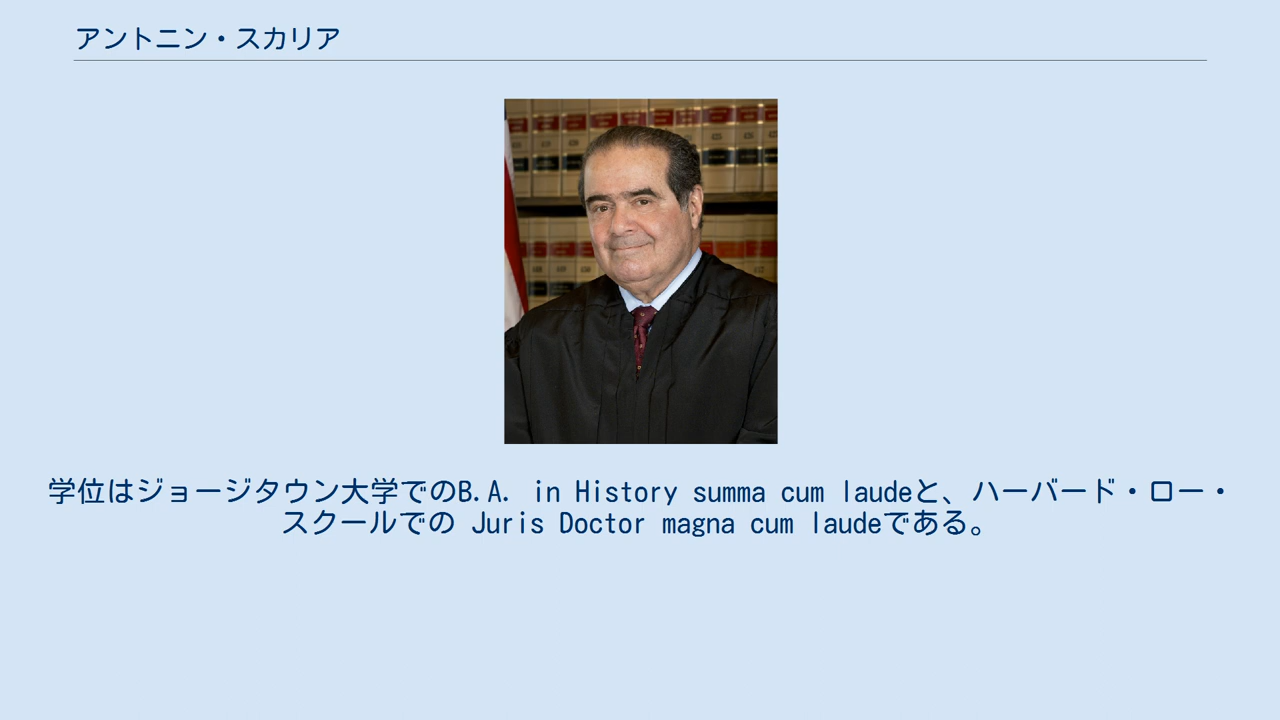 アントニン・スカリア
学位はジョージタウン大学でのB.A. in History summa cum laudeと、ハーバード・ロー・
スクールでの Juris Doctor magna cum laudeである。